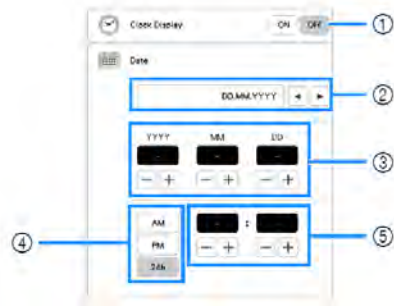 Clock Display ON OFF ①
Date
DD.MM.YYYY ◄ ► ②
YYYY MM DD
- - - ③
− + − + − +
④ AM - : - ⑤
PM − + − +
24h